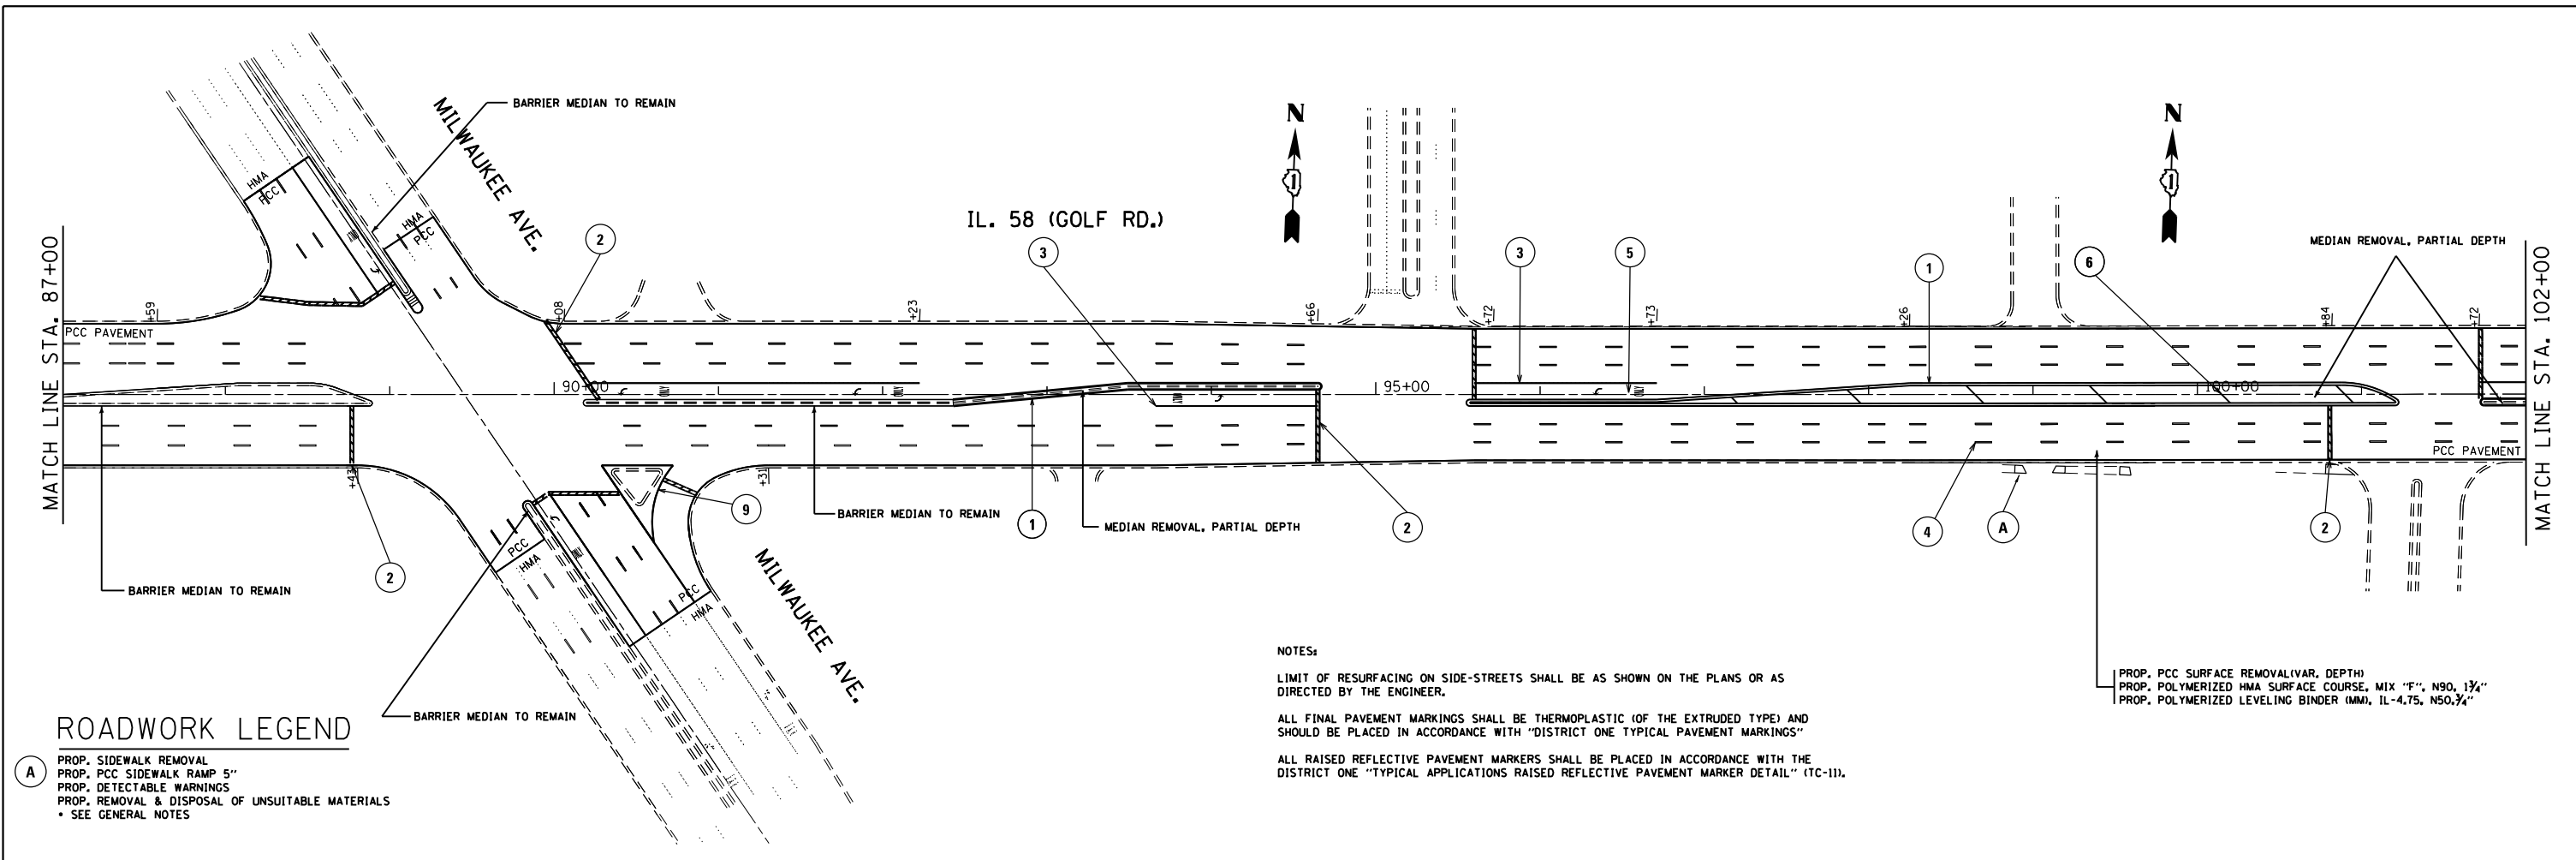 BARRIER MEDIAN TO REMAIN
MILWAUKEE AVE.
N
N
IL. 58 (GOLF RD.)
HMA
PCC
HMA
PCC
ONLY
2
3
3
5
1
6
MEDIAN REMOVAL, PARTIAL DEPTH
MATCH LINE STA. 87+00
MATCH LINE STA. 102+00
+59
+08
+23
+66
+72
+73
+26
+84
+72
PCC PAVEMENT
90+00
ONLY
ONLY
95+00
ONLY
100+00
ONLY
PCC PAVEMENT
+43
+31
9
BARRIER MEDIAN TO REMAIN
1
MEDIAN REMOVAL, PARTIAL DEPTH
2
4
A
2
2
PCC
HMA
ONLY
PCC
HMA
MILWAUKEE AVE.
BARRIER MEDIAN TO REMAIN
BARRIER MEDIAN TO REMAIN
ROADWORK LEGEND
A
PROP. SIDEWALK REMOVAL
PROP. PCC SIDEWALK RAMP 5"
PROP. DETECTABLE WARNINGS
PROP. REMOVAL & DISPOSAL OF UNSUITABLE MATERIALS
* SEE GENERAL NOTES
NOTES:
LIMIT OF RESURFACING ON SIDE-STREETS SHALL BE AS SHOWN ON THE PLANS OR AS
DIRECTED BY THE ENGINEER.
ALL FINAL PAVEMENT MARKINGS SHALL BE THERMOPLASTIC (OF THE EXTRUDED TYPE) AND
SHOULD BE PLACED IN ACCORDANCE WITH "DISTRICT ONE TYPICAL PAVEMENT MARKINGS"
ALL RAISED REFLECTIVE PAVEMENT MARKERS SHALL BE PLACED IN ACCORDANCE WITH THE
DISTRICT ONE "TYPICAL APPLICATIONS RAISED REFLECTIVE PAVEMENT MARKER DETAIL" (TC-11).
PROP. PCC SURFACE REMOVAL(VAR. DEPTH)
PROP. POLYMERIZED HMA SURFACE COURSE, MIX "F", N90, 1¾"
PROP. POLYMERIZED LEVELING BINDER (MM), IL-4.75, N50,¾"